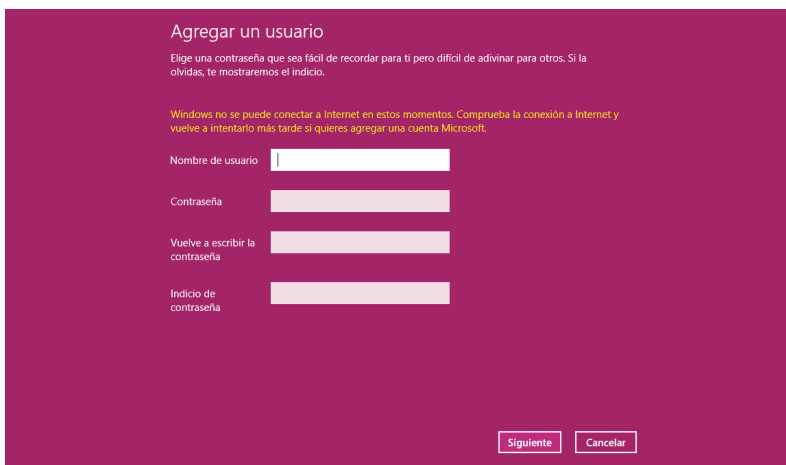 Agregar un usuario
Elige una contraseña que sea fácil de recordar para ti pero difícil de adivinar para otros. Si la
olvidas, te mostraremos el indicio.
Windows no se puede conectar a Internet en estos momentos. Comprueba la conexión a Internet y
vuelve a intentarlo más tarde si quieres agregar una cuenta Microsoft.
Nombre de usuario
Contraseña
Vuelve a escribir la
contraseña
Indicio de
contraseña
Siguiente
Cancelar